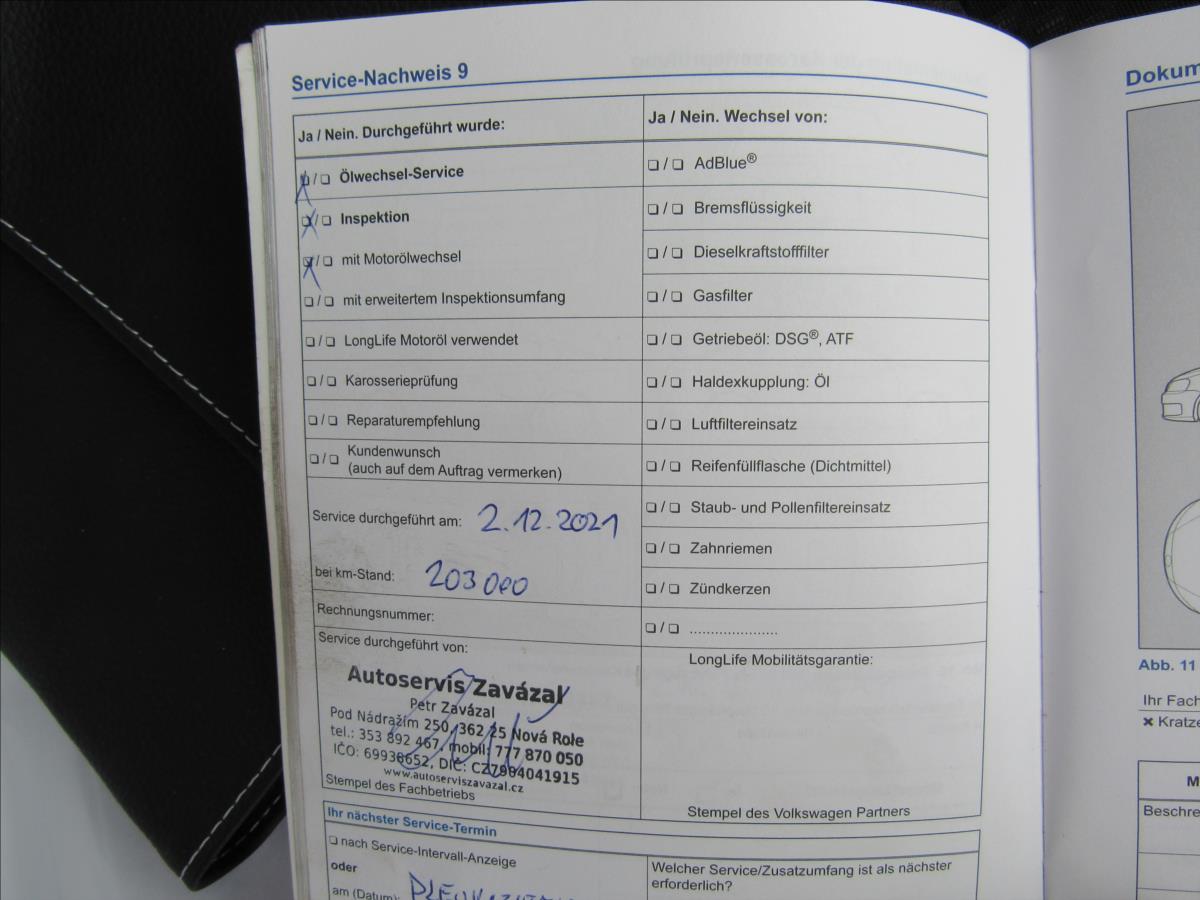 Service-Nachweis 9
Ja / Nein. Durchgeführt wurde:
❏ / ❏ Ölwechsel-Service
❏ / ❏ Inspektion
❏ / ❏ mit Motorölwechsel
❏ / ❏ mit erweitertem Inspektionsumfang
❏ / ❏ LongLife Motoröl verwendet
❏ / ❏ Karosserieprüfung
❏ / ❏ Reparaturempfehlung
❏ / ❏ Kundenwunsch
(auch auf dem Auftrag vermerken)
Service durchgeführt am: 2.12.2021
bei km-Stand: 203 000
Rechnungsnummer:
Service durchgeführt von:
Autoservis Zavázal
Petr Zavázal
Pod Nádražím 250, 362 25 Nová Role
tel.: 353 892 467, mobil: 777 870 050
IČO: 69938652, DIČ: CZ7904041915
www.autoserviszavazal.cz
Stempel des Fachbetriebs
Ja / Nein. Wechsel von:
❏ / ❏ AdBlue®
❏ / ❏ Bremsflüssigkeit
❏ / ❏ Dieselkraftstofffilter
❏ / ❏ Gasfilter
❏ / ❏ Getriebeöl: DSG®, ATF
❏ / ❏ Haldexkupplung: Öl
❏ / ❏ Luftfiltereinsatz
❏ / ❏ Reifenfüllflasche (Dichtmittel)
❏ / ❏ Staub- und Pollenfiltereinsatz
❏ / ❏ Zahnriemen
❏ / ❏ Zündkerzen
❏ / ❏ .....................
LongLife Mobilitätsgarantie:
Stempel des Volkswagen Partners
Ihr nächster Service-Termin
❏ nach Service-Intervall-Anzeige
oder
am (Datum):
Welcher Service/Zusatzumfang ist als nächster
erforderlich?
Dokum
Abb. 11
Ihr Fach
✖ Kratze
M
Beschre